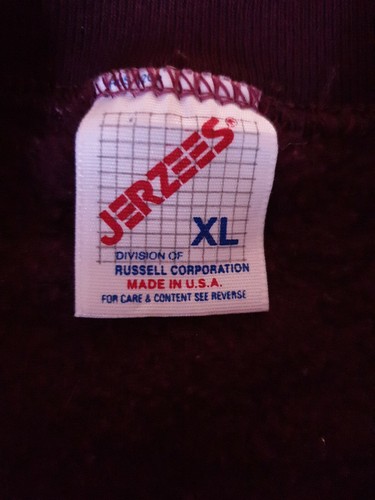 JERZEES®
XL
DIVISION OF
RUSSELL CORPORATION
MADE IN U.S.A.
FOR CARE & CONTENT SEE REVERSE